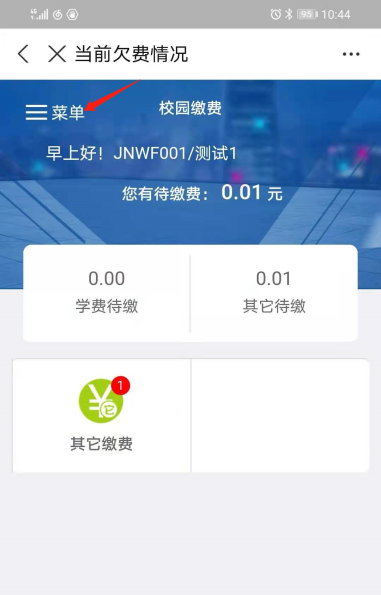 95 10:44
当前欠费情况
菜单 校园缴费
早上好！JNWF001/测试1
您有待缴费：0.01 元
0.00 0.01
学费待缴 其它待缴
1
其它缴费